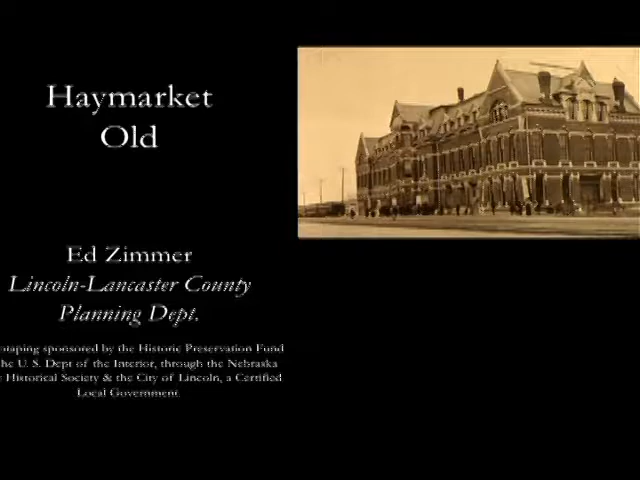 Haymarket
Old
Ed Zimmer
Lincoln-Lancaster County
Planning Dept.
sponsored by the Historic Preservation Fund
he U. S. Dept of the Interior, through the Nebraska
Historical Society & the City of Lincoln, a Certified
Local Government